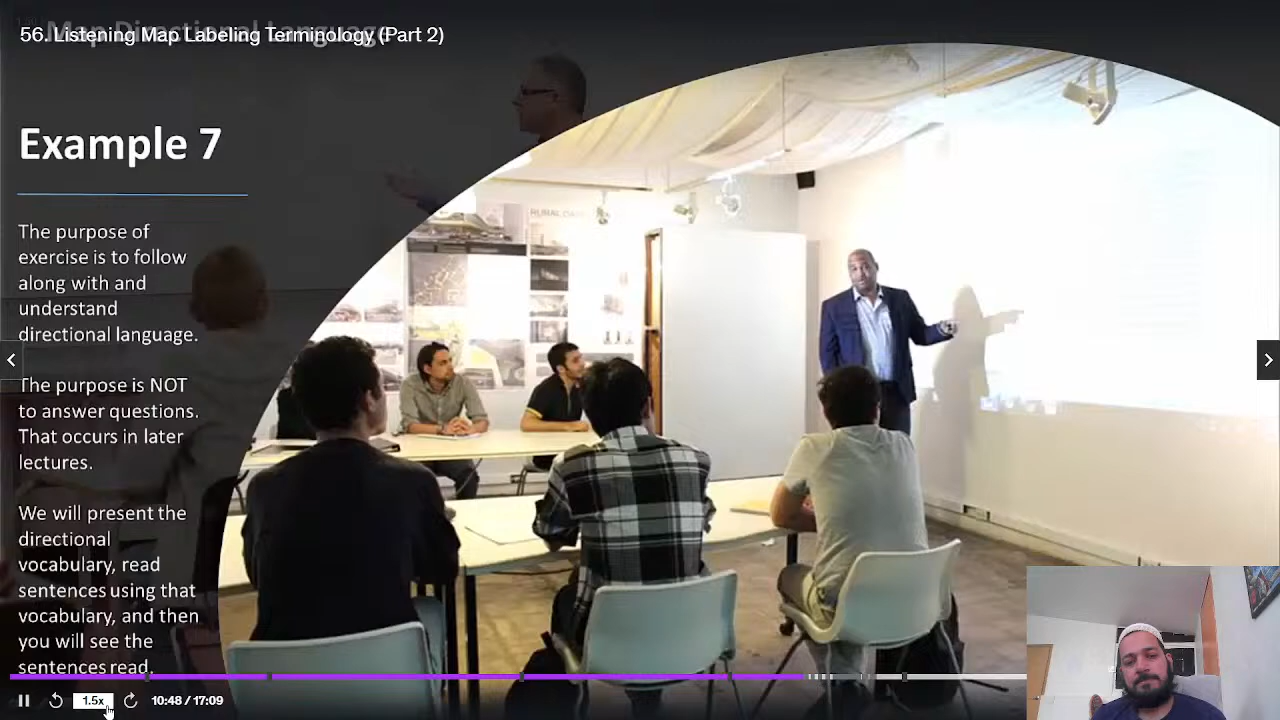 56. Listening Map Labeling Terminology (Part 2)
Map Directional Language
Example 7
The purpose of
exercise is to follow
along with and
understand
directional language.
The purpose is NOT
to answer questions.
That occurs in later
lectures.
We will present the
directional
vocabulary, read
sentences using that
vocabulary, and then
you will see the
sentences read.
1.5x
10:48 / 17:09